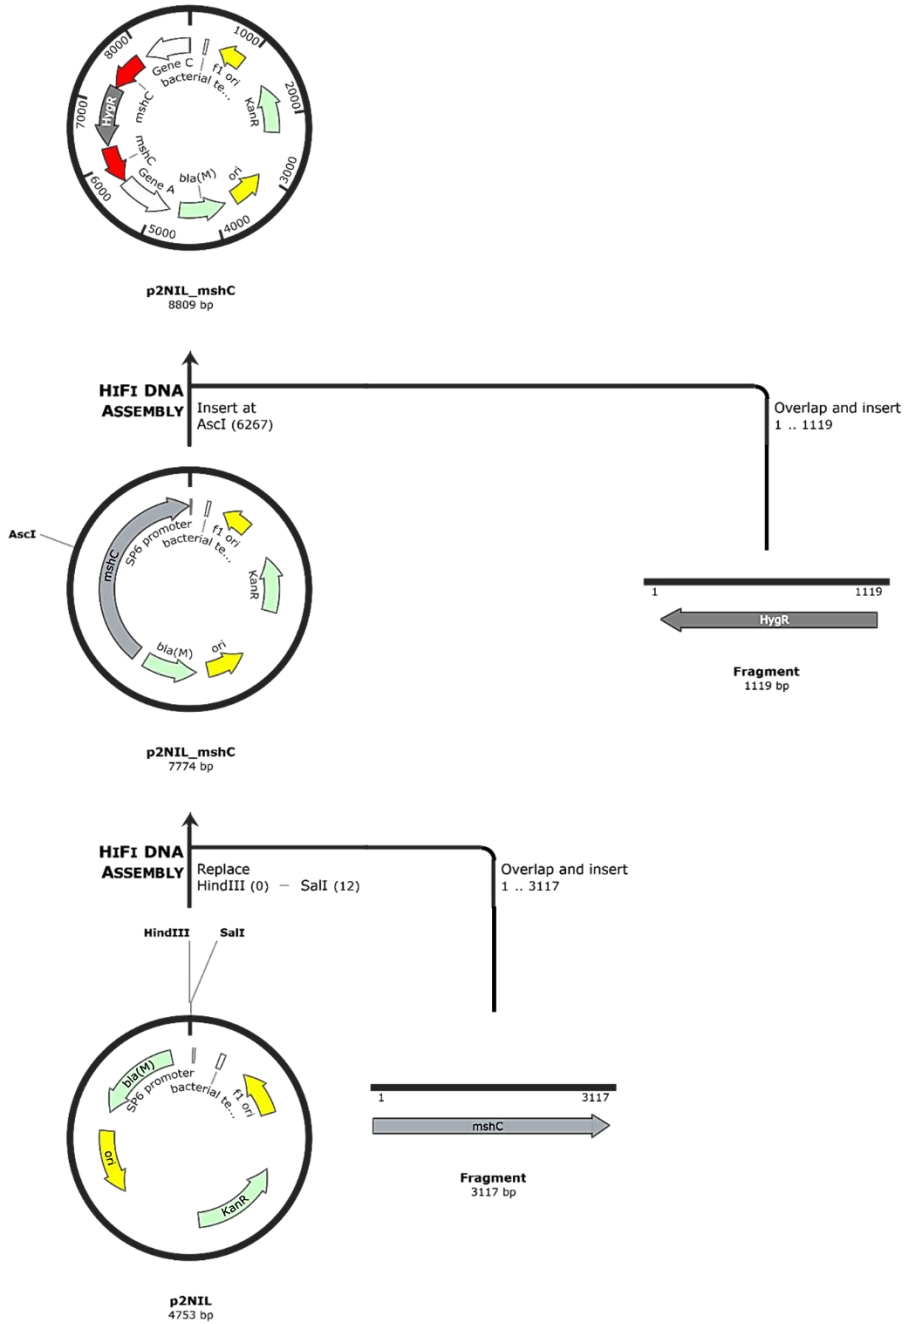 8000
1000
2000
3000
4000
5000
6000
7000
Gene C
bacterial te...
f1 ori
KanR
ori
bla(M)
Gene A
mshC
HygR
mshC
p2NIL_mshC
8809 bp
HIFI DNA
ASSEMBLY
Insert at
AscI (6267)
Overlap and insert
1 .. 1119
AscI
mshC
SP6 promoter
bacterial te...
f1 ori
KanR
bla(M)
ori
1
1119
HygR
Fragment
1119 bp
p2NIL_mshC
7774 bp
HIFI DNA
ASSEMBLY
Replace
HindIII (0) – SalI (12)
Overlap and insert
1 .. 3117
HindIII
SalI
bla(M)
SP6 promoter
bacterial te...
f1 ori
ori
KanR
1
3117
mshC
Fragment
3117 bp
p2NIL
4753 bp